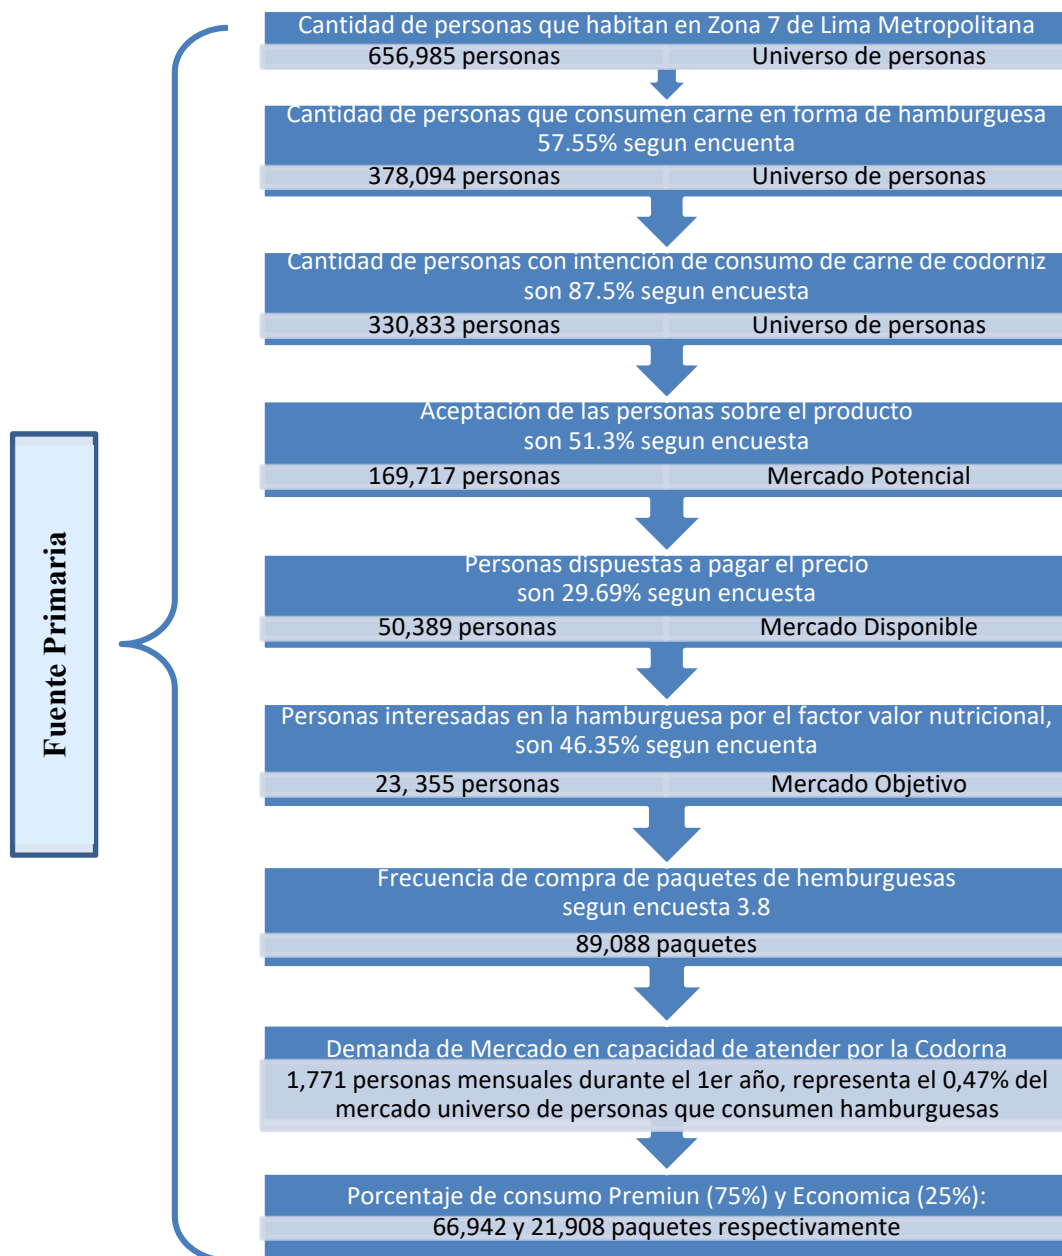 Cantidad de personas que habitan en Zona 7 de Lima Metropolitana
656,985 personas Universo de personas
Cantidad de personas que consumen carne en forma de hamburguesa
57.55% segun encuenta
378,094 personas Universo de personas
Cantidad de personas con intención de consumo de carne de codorniz
son 87.5% segun encuesta
330,833 personas Universo de personas
Aceptación de las personas sobre el producto
son 51.3% segun encuesta
169,717 personas Mercado Potencial
Personas dispuestas a pagar el precio
son 29.69% segun encuesta
50,389 personas Mercado Disponible
Personas interesadas en la hamburguesa por el factor valor nutricional,
son 46.35% segun encuenta
23, 355 personas Mercado Objetivo
Frecuencia de compra de paquetes de hemburguesas
segun encuesta 3.8
89,088 paquetes
Demanda de Mercado en capacidad de atender por la Codorna
1,771 personas mensuales durante el 1er año, representa el 0,47% del
mercado universo de personas que consumen hamburguesas
Porcentaje de consumo Premiun (75%) y Economica (25%):
66,942 y 21,908 paquetes respectivamente
Fuente Primaria